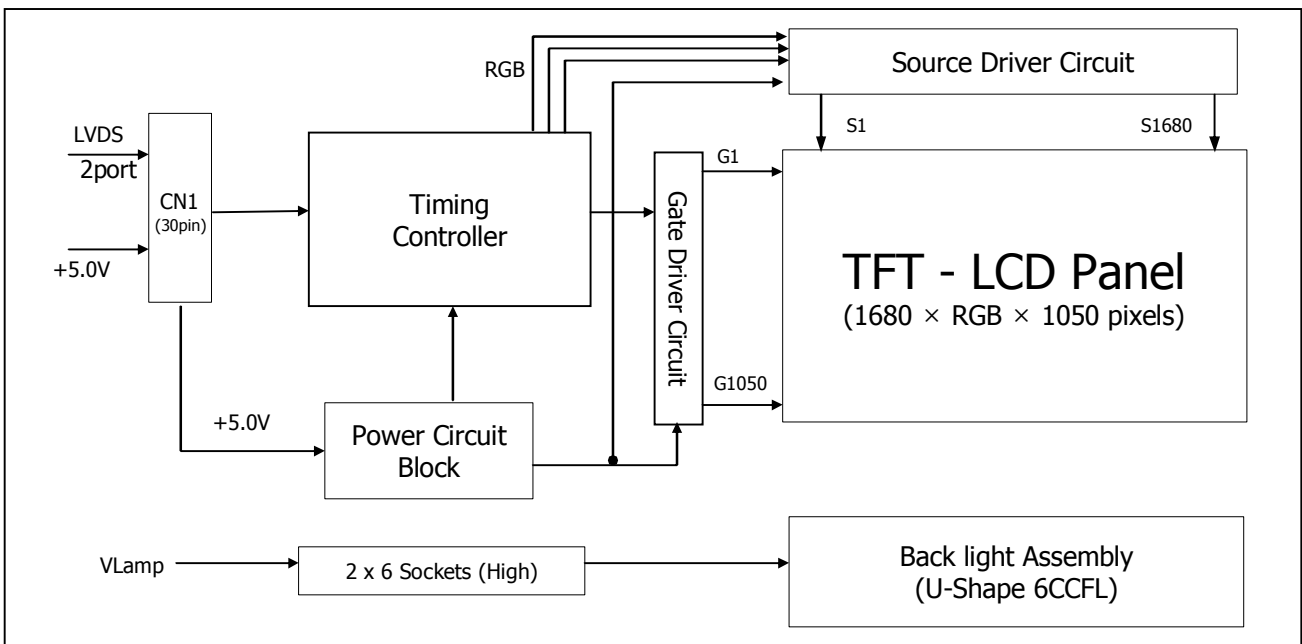 RGB
Source Driver Circuit
S1
S1680
LVDS
2port
CN1
(30pin)
+5.0V
Timing
Controller
Gate Driver Circuit
G1
G1050
TFT - LCD Panel
(1680 × RGB × 1050 pixels)
+5.0V
Power Circuit
Block
VLamp
2 x 6 Sockets (High)
Back light Assembly
(U-Shape 6CCFL)